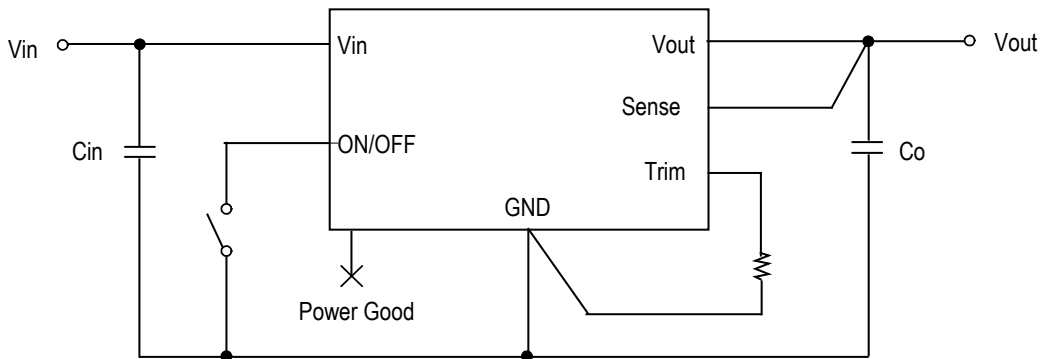 Vin
Vin
Vout
Vout
Sense
Cin
ON/OFF
Co
Trim
GND
Power Good